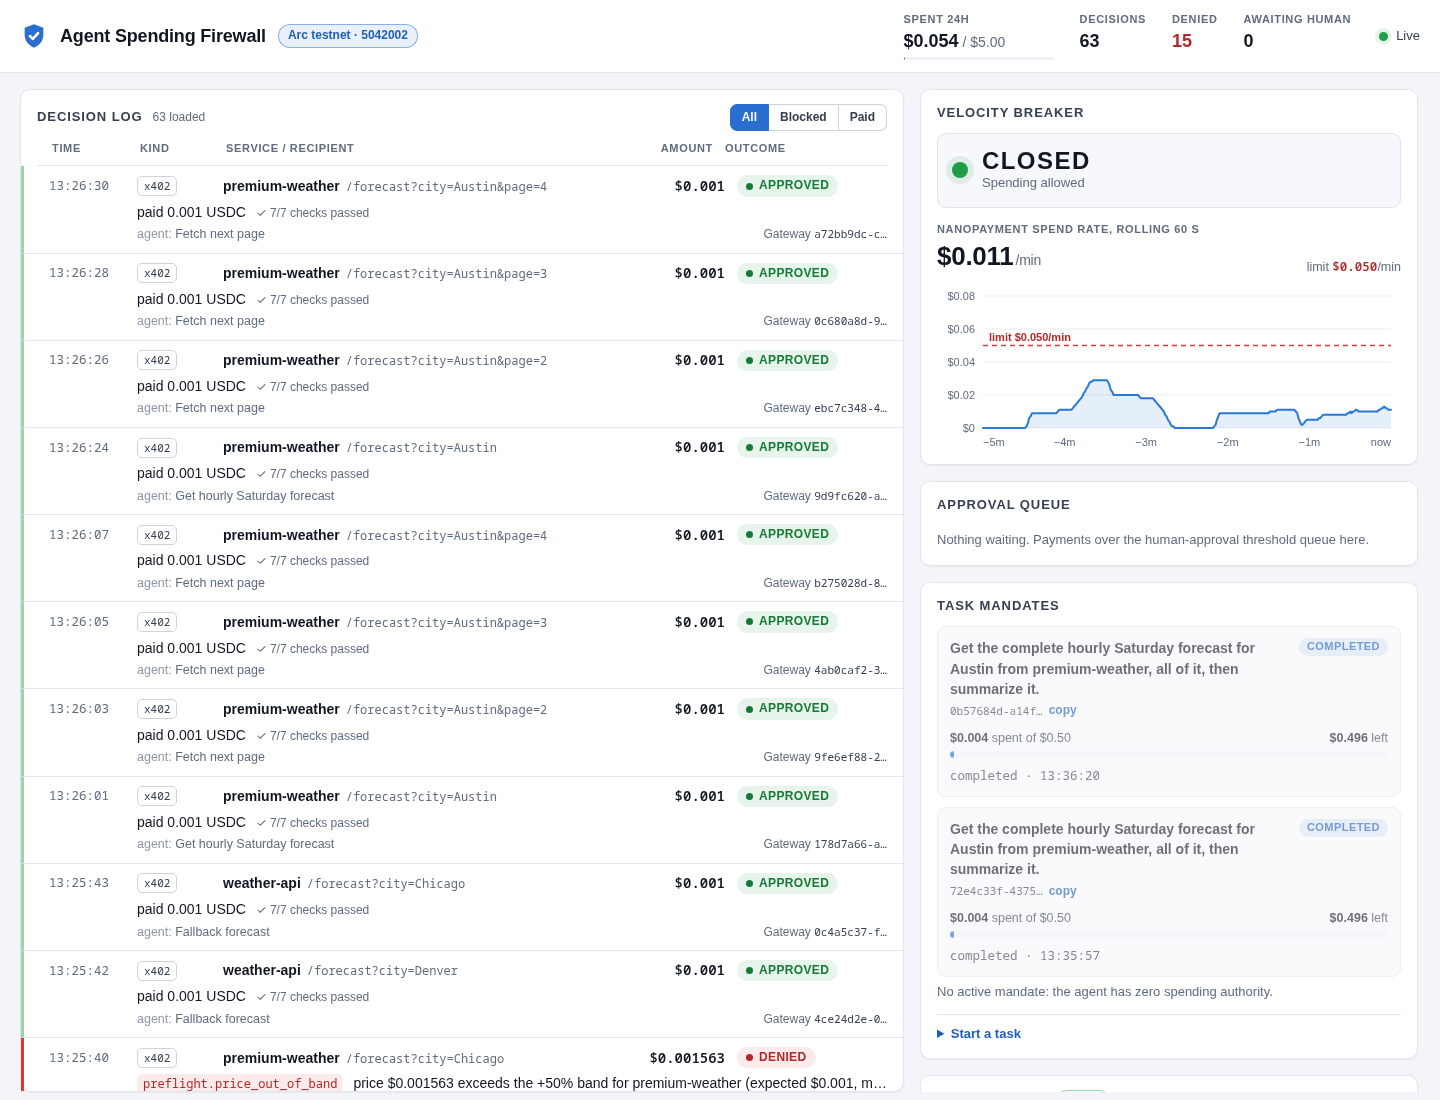 Agent Spending Firewall
Arc testnet · 5042002
SPENT 24H
$0.054 / $5.00
DECISIONS
63
DENIED
15
AWAITING HUMAN
0
Live
DECISION LOG 63 loaded
All Blocked Paid
TIME KIND SERVICE / RECIPIENT AMOUNT OUTCOME
13:26:30 x402 premium-weather /forecast?city=Austin&page=4 $0.001 APPROVED
paid 0.001 USDC ✓ 7/7 checks passed
agent: Fetch next page Gateway a72bb9dc-c…
13:26:28 x402 premium-weather /forecast?city=Austin&page=3 $0.001 APPROVED
paid 0.001 USDC ✓ 7/7 checks passed
agent: Fetch next page Gateway 0c680a8d-9…
13:26:26 x402 premium-weather /forecast?city=Austin&page=2 $0.001 APPROVED
paid 0.001 USDC ✓ 7/7 checks passed
agent: Fetch next page Gateway ebc7c348-4…
13:26:24 x402 premium-weather /forecast?city=Austin $0.001 APPROVED
paid 0.001 USDC ✓ 7/7 checks passed
agent: Get hourly Saturday forecast Gateway 9d9fc620-a…
13:26:07 x402 premium-weather /forecast?city=Austin&page=4 $0.001 APPROVED
paid 0.001 USDC ✓ 7/7 checks passed
agent: Fetch next page Gateway b275028d-8…
13:26:05 x402 premium-weather /forecast?city=Austin&page=3 $0.001 APPROVED
paid 0.001 USDC ✓ 7/7 checks passed
agent: Fetch next page Gateway 4ab0caf2-3…
13:26:03 x402 premium-weather /forecast?city=Austin&page=2 $0.001 APPROVED
paid 0.001 USDC ✓ 7/7 checks passed
agent: Fetch next page Gateway 9fe6ef88-2…
13:26:01 x402 premium-weather /forecast?city=Austin $0.001 APPROVED
paid 0.001 USDC ✓ 7/7 checks passed
agent: Get hourly Saturday forecast Gateway 178d7a66-a…
13:25:43 x402 weather-api /forecast?city=Chicago $0.001 APPROVED
paid 0.001 USDC ✓ 7/7 checks passed
agent: Fallback forecast Gateway 0c4a5c37-f…
13:25:42 x402 weather-api /forecast?city=Denver $0.001 APPROVED
paid 0.001 USDC ✓ 7/7 checks passed
agent: Fallback forecast Gateway 4ce24d2e-0…
13:25:40 x402 premium-weather /forecast?city=Chicago $0.001563 DENIED
preflight.price_out_of_band price $0.001563 exceeds the +50% band for premium-weather (expected $0.001, m…
VELOCITY BREAKER
CLOSED
Spending allowed
NANOPAYMENT SPEND RATE, ROLLING 60 S
$0.011/min
limit $0.050/min
$0.08
$0.06
limit $0.050/min
$0.04
$0.02
$0
−5m −4m −3m −2m −1m now
APPROVAL QUEUE
Nothing waiting. Payments over the human-approval threshold queue here.
TASK MANDATES
Get the complete hourly Saturday forecast for COMPLETED
Austin from premium-weather, all of it, then
summarize it.
0b57684d-a14f… copy
$0.004 spent of $0.50 $0.496 left
completed · 13:36:20
Get the complete hourly Saturday forecast for COMPLETED
Austin from premium-weather, all of it, then
summarize it.
72e4c33f-4375… copy
$0.004 spent of $0.50 $0.496 left
completed · 13:35:57
No active mandate: the agent has zero spending authority.
▶ Start a task